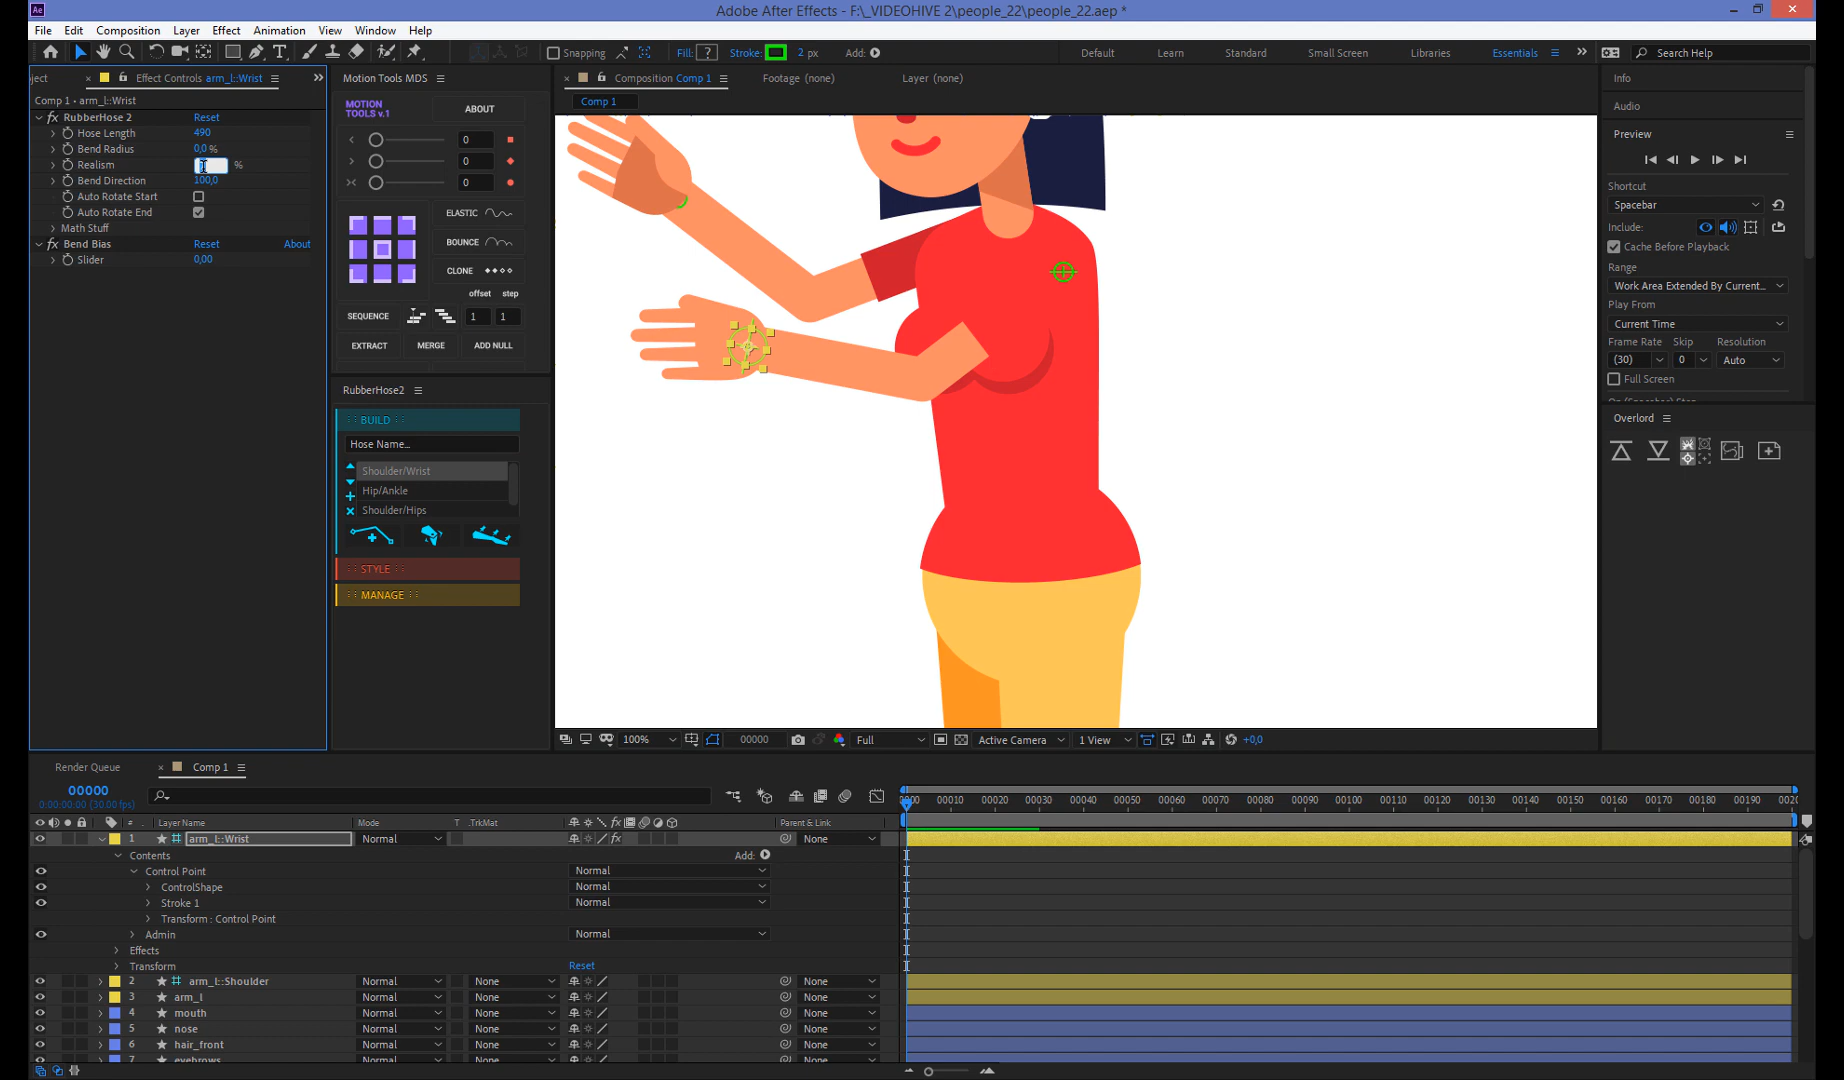 Ae Adobe After Effects - F:\_VIDEOHIVE 2\people_22\people_22.aep *
File Edit Composition Layer Effect Animation View Window Help
Snapping Fill: ? Stroke: 2 px Add: Default Learn Standard Small Screen Libraries Essentials Search Help
ject Effect Controls arm_l::Wrist
Comp 1 • arm_l::Wrist
fx RubberHose 2 Reset
Hose Length 490
Bend Radius 0,0 %
Realism %
Bend Direction 100,0
Auto Rotate Start
Auto Rotate End
Math Stuff
fx Bend Bias Reset About
Slider 0,00
Motion Tools MDS
MOTION
TOOLS v.1
ABOUT
0
0
0
ELASTIC
BOUNCE
CLONE
offset step
SEQUENCE 1 1
EXTRACT MERGE ADD NULL
RubberHose2
:: BUILD ::
Hose Name...
Shoulder/Wrist
Hip/Ankle
Shoulder/Hips
:: STYLE ::
:: MANAGE ::
Composition Comp 1 Footage (none) Layer (none)
Comp 1
100% 00000 Full Active Camera 1 View +0,0
Info
Audio
Preview
Shortcut
Spacebar
Include:
Cache Before Playback
Range
Work Area Extended By Current...
Play From
Current Time
Frame Rate Skip Resolution
(30) 0 Auto
Full Screen
On (Spacebar) Stop
Overlord
Render Queue Comp 1
00000
0:00:00:00 (30.00 fps)
0000 00010 00020 00030 00040 00050 00060 00070 00080 00090 00100 00110 00120 00130 00140 00150 00160 00170 00180 00190 0020
# Layer Name Mode T .TrkMat fx Parent & Link
1 arm_l::Wrist Normal fx None
Contents Add:
Control Point Normal
ControlShape Normal
Stroke 1 Normal
Transform : Control Point
Admin Normal
Effects
Transform Reset
2 arm_l::Shoulder Normal None None
3 arm_l Normal None None
4 mouth Normal None None
5 nose Normal None None
6 hair_front Normal None None
7 eyebrows Normal None None